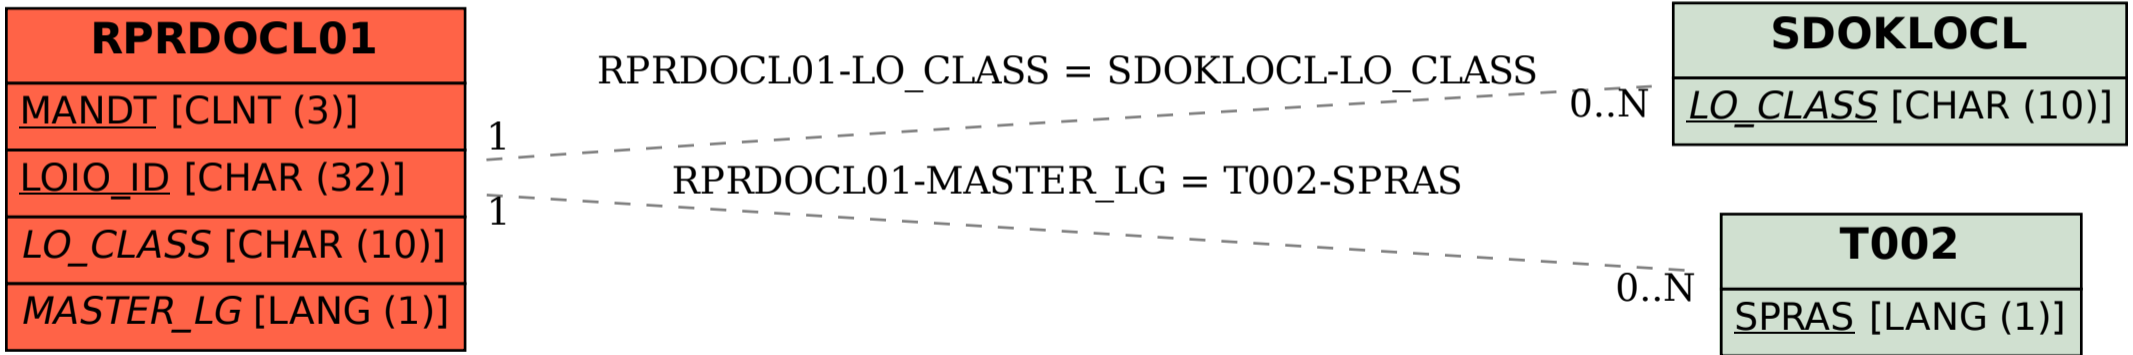 RPRDOCL01
MANDT [CLNT (3)]
LOIO_ID [CHAR (32)]
LO_CLASS [CHAR (10)]
MASTER_LG [LANG (1)]
RPRDOCL01-LO_CLASS = SDOKLOCL-LO_CLASS
1
0..N
RPRDOCL01-MASTER_LG = T002-SPRAS
1
0..N
SDOKLOCL
LO_CLASS [CHAR (10)]
T002
SPRAS [LANG (1)]